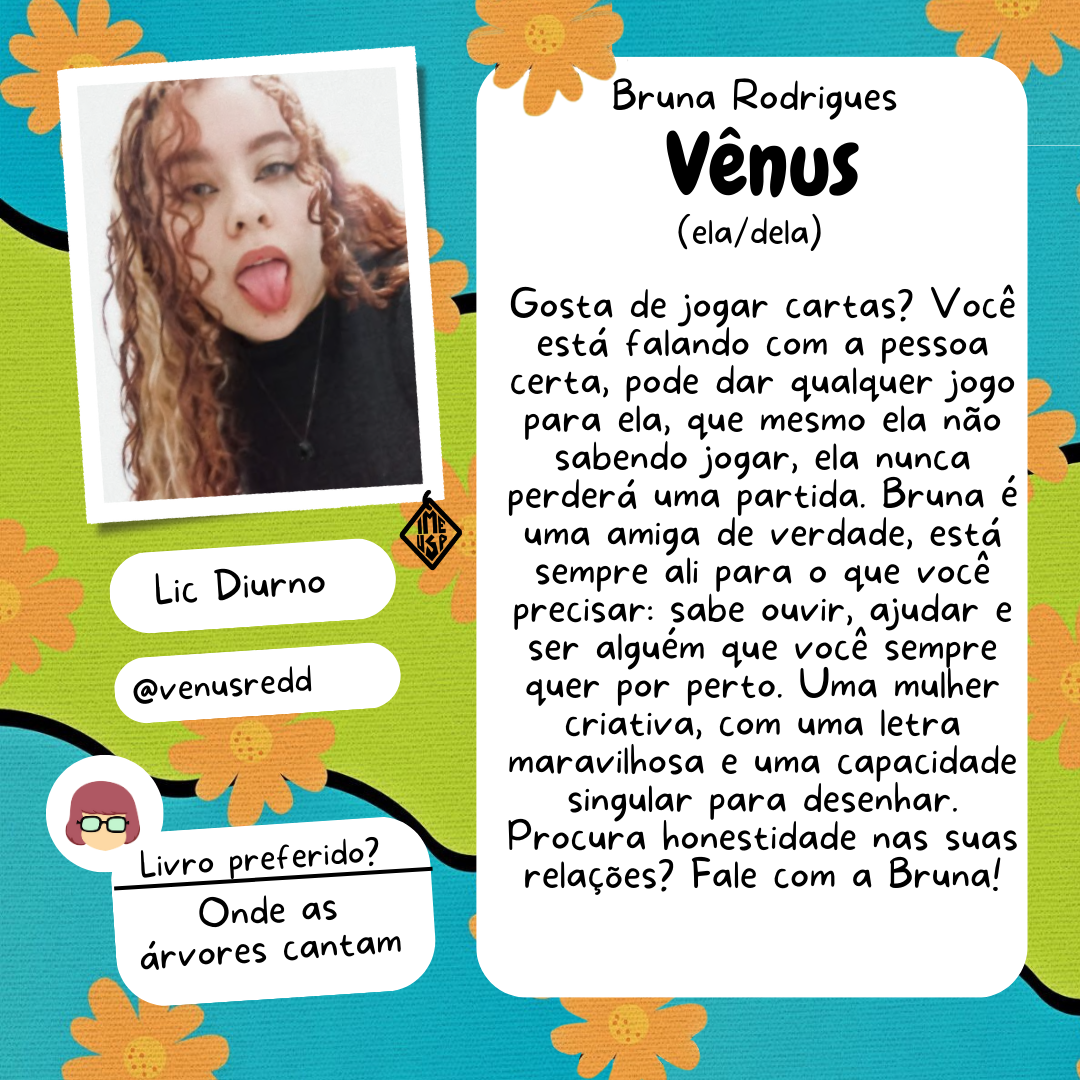 Bruna Rodrigues
Vênus
(ela/dela)
Gosta de jogar cartas? Você
está falando com a pessoa
certa, pode dar qualquer jogo
para ela, que mesmo ela não
sabendo jogar, ela nunca
perderá uma partida. Bruna é
uma amiga de verdade, está
sempre ali para o que você
precisar: sabe ouvir, ajudar e
ser alguém que você sempre
quer por perto. Uma mulher
criativa, com uma letra
maravilhosa e uma capacidade
singular para desenhar.
Procura honestidade nas suas
relações? Fale com a Bruna!
IME
USP
Lic Diurno
@venusredd
Livro preferido?
Onde as
árvores cantam